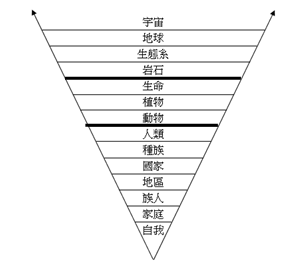 宇宙
地球
生態系
岩石
生命
植物
動物
人類
種族
國家
地區
族人
家庭
自我